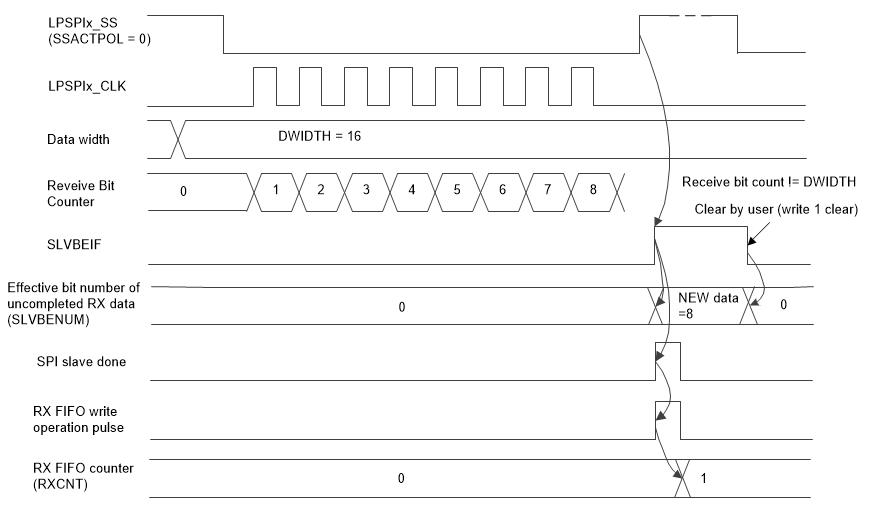 LPSPIx_SS
(SSACTPOL = 0)
LPSPIx_CLK
Data width
DWIDTH = 16
Reveive Bit
Counter
0
1
2
3
4
5
6
7
8
Receive bit count != DWIDTH
Clear by user (write 1 clear)
SLVBEIF
Effective bit number of
uncompleted RX data
(SLVBENUM)
0
NEW data
=8
0
SPI slave done
RX FIFO write
operation pulse
RX FIFO counter
(RXCNT)
0
1